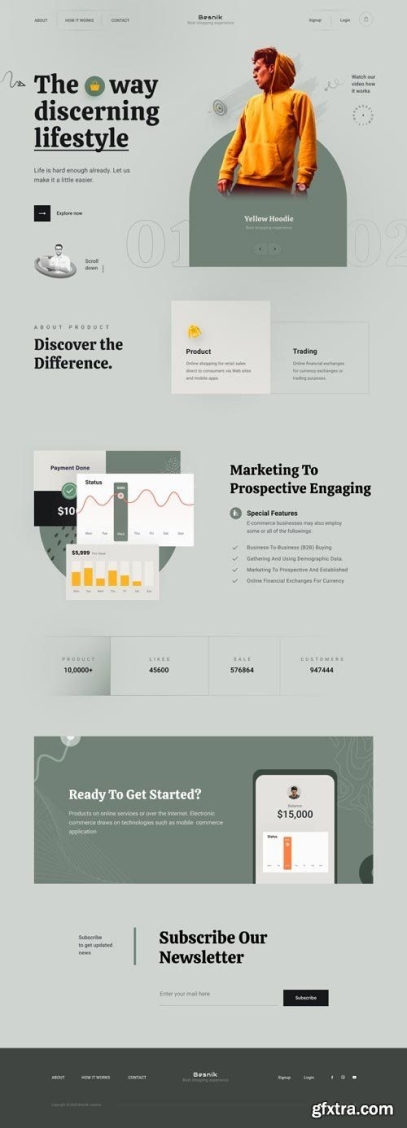 ABOUT
HOW IT WORKS
CONTACT
Besnik
Best shopping experience
Signup
Login
The way
discerning
lifestyle
Watch our
video how
it works
Life is hard enough already. Let us
make it a little easier.
Explore now
Scroll
down
01
02
Yellow Hoodie
Best shopping experience
ABOUT PRODUCT
Discover the
Difference.
Product
Online shopping for retail sales
direct to consumers via Web sites
and mobile apps.
Trading
Online financial exchanges
for currency exchanges or
trading purposes.
Payment Done
$10
Status
$5,899
Marketing To
Prospective Engaging
Special Features
E-commerce businesses may also employ
some or all of the followings:
Business-To-Business (B2B) Buying
Gathering And Using Demographic Data.
Marketing To Prospective And Established
Online Financial Exchanges For Currency
PRODUCT
10,0000+
LIKES
45600
SALE
576864
CUSTOMERS
947444
Ready To Get Started?
Products on online services or over the Internet. Electronic
commerce draws on technologies such as mobile commerce
application
Balance
$15,000
Status
Subscribe
to get updated
news
Subscribe Our
Newsletter
Enter your mail here
Subscribe
ABOUT
HOW IT WORKS
CONTACT
Besnik
Best shopping experience
Signup
Login
gfxtra.com